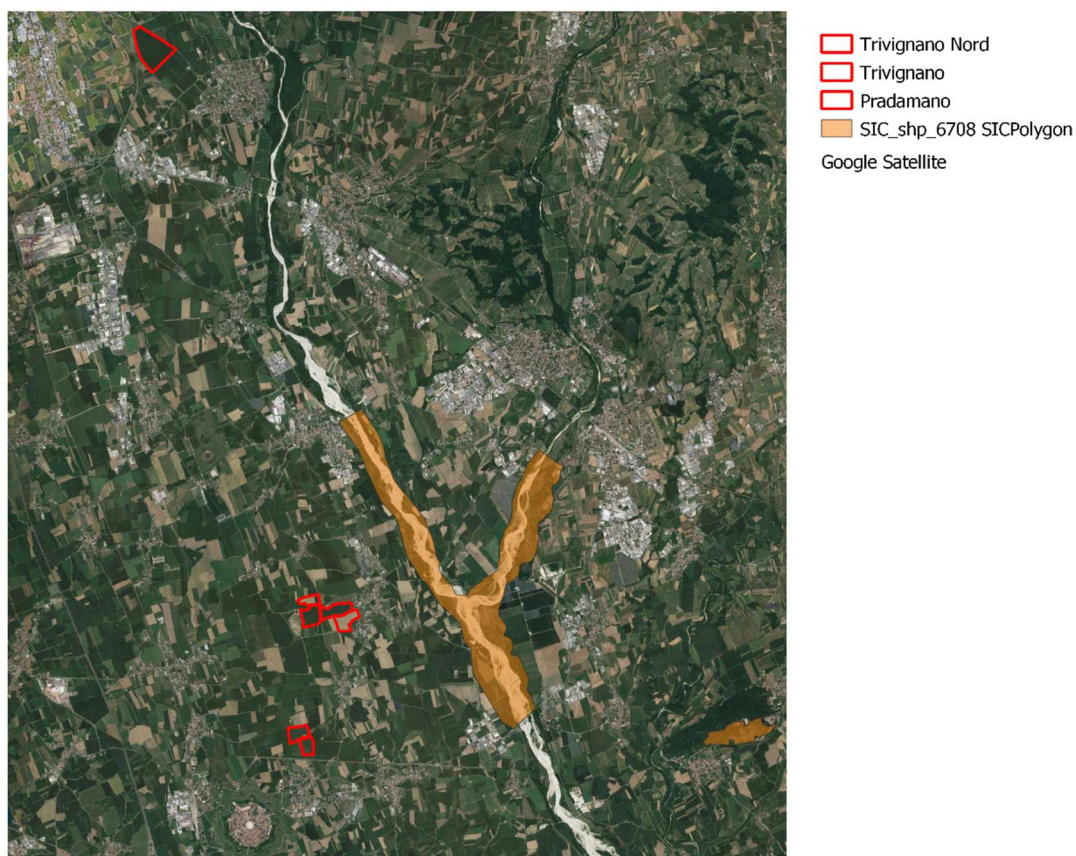 Trivignano Nord
Trivignano
Pradamano
SIC_shp_6708 SICPolygon
Google Satellite